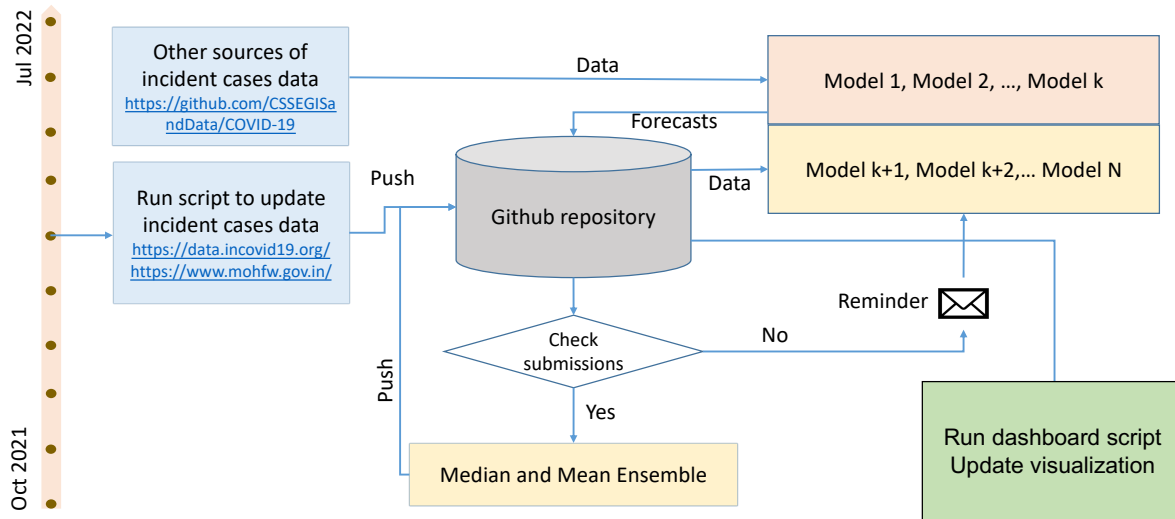 Jul 2022
Other sources of
incident cases data
https://github.com/CSSEGISa
ndData/COVID-19
Data
Model 1, Model 2, ..., Model k
Forecasts
Model k+1, Model k+2,... Model N
Data
Push
Run script to update
incident cases data
https://data.incovid19.org/
https://www.mohfw.gov.in/
Github repository
Reminder
Check
submissions
No
Push
Yes
Oct 2021
Median and Mean Ensemble
Run dashboard script
Update visualization